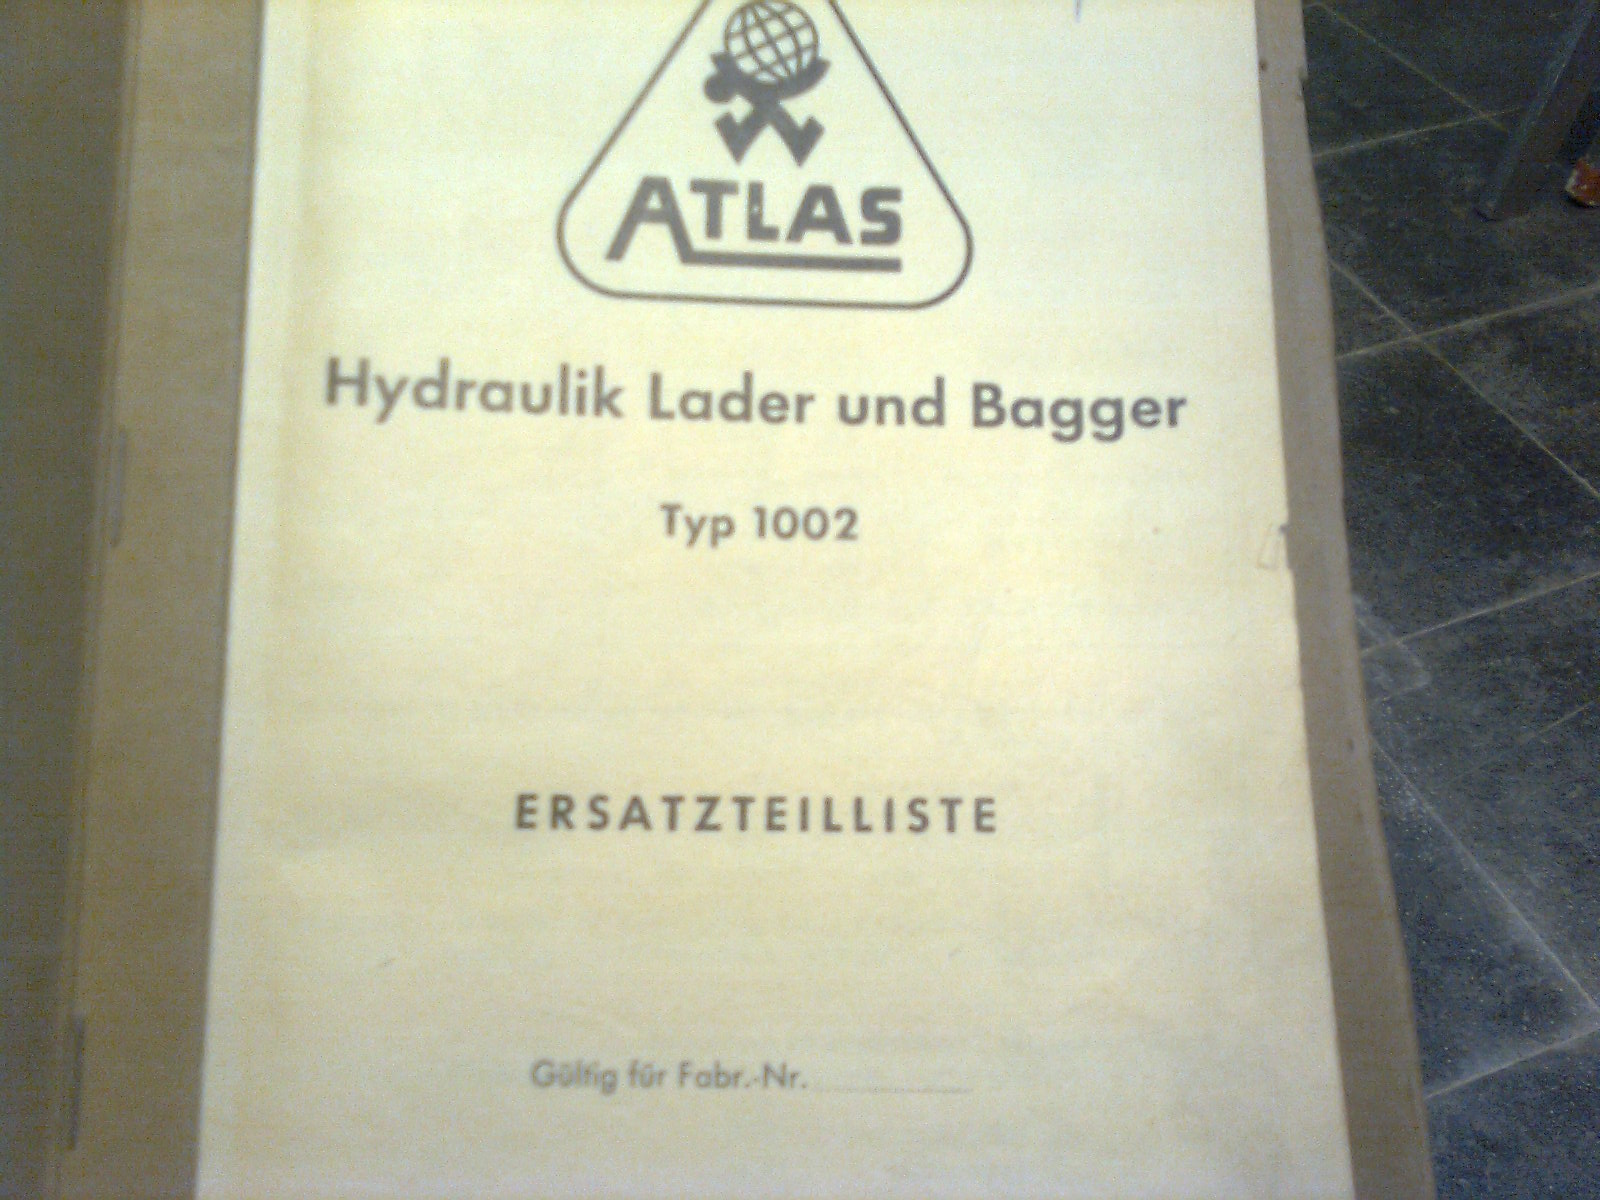 ATLAS
Hydraulik Lader und Bagger
Typ 1002
ERSATZTEILLISTE
Gültig für Fabr.-Nr.